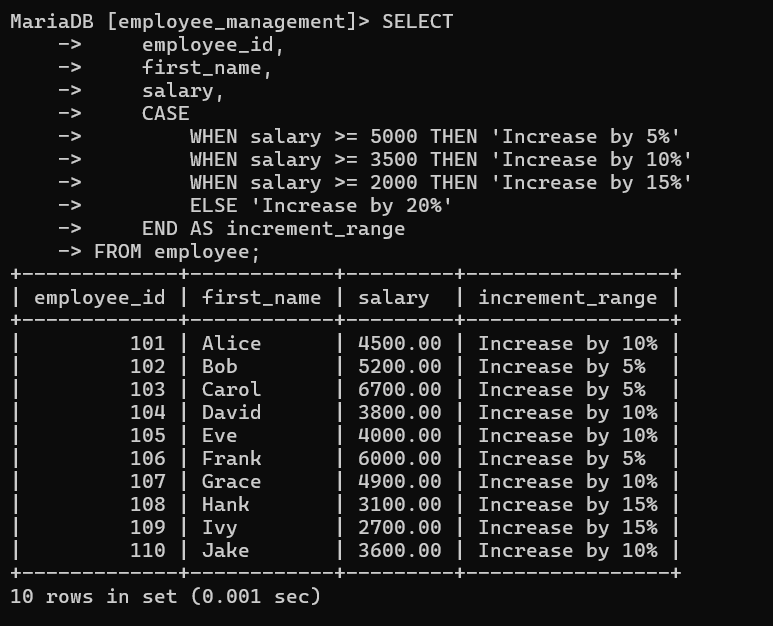 MariaDB [employee_management]> SELECT
    ->     employee_id,
    ->     first_name,
    ->     salary,
    ->     CASE
    ->         WHEN salary >= 5000 THEN 'Increase by 5%'
    ->         WHEN salary >= 3500 THEN 'Increase by 10%'
    ->         WHEN salary >= 2000 THEN 'Increase by 15%'
    ->         ELSE 'Increase by 20%'
    ->     END AS increment_range
    -> FROM employee;
+-------------+------------+---------+-----------------+
| employee_id | first_name | salary  | increment_range |
+-------------+------------+---------+-----------------+
|         101 | Alice      | 4500.00 | Increase by 10% |
|         102 | Bob        | 5200.00 | Increase by 5%  |
|         103 | Carol      | 6700.00 | Increase by 5%  |
|         104 | David      | 3800.00 | Increase by 10% |
|         105 | Eve        | 4000.00 | Increase by 10% |
|         106 | Frank      | 6000.00 | Increase by 5%  |
|         107 | Grace      | 4900.00 | Increase by 10% |
|         108 | Hank       | 3100.00 | Increase by 15% |
|         109 | Ivy        | 2700.00 | Increase by 15% |
|         110 | Jake       | 3600.00 | Increase by 10% |
+-------------+------------+---------+-----------------+
10 rows in set (0.001 sec)